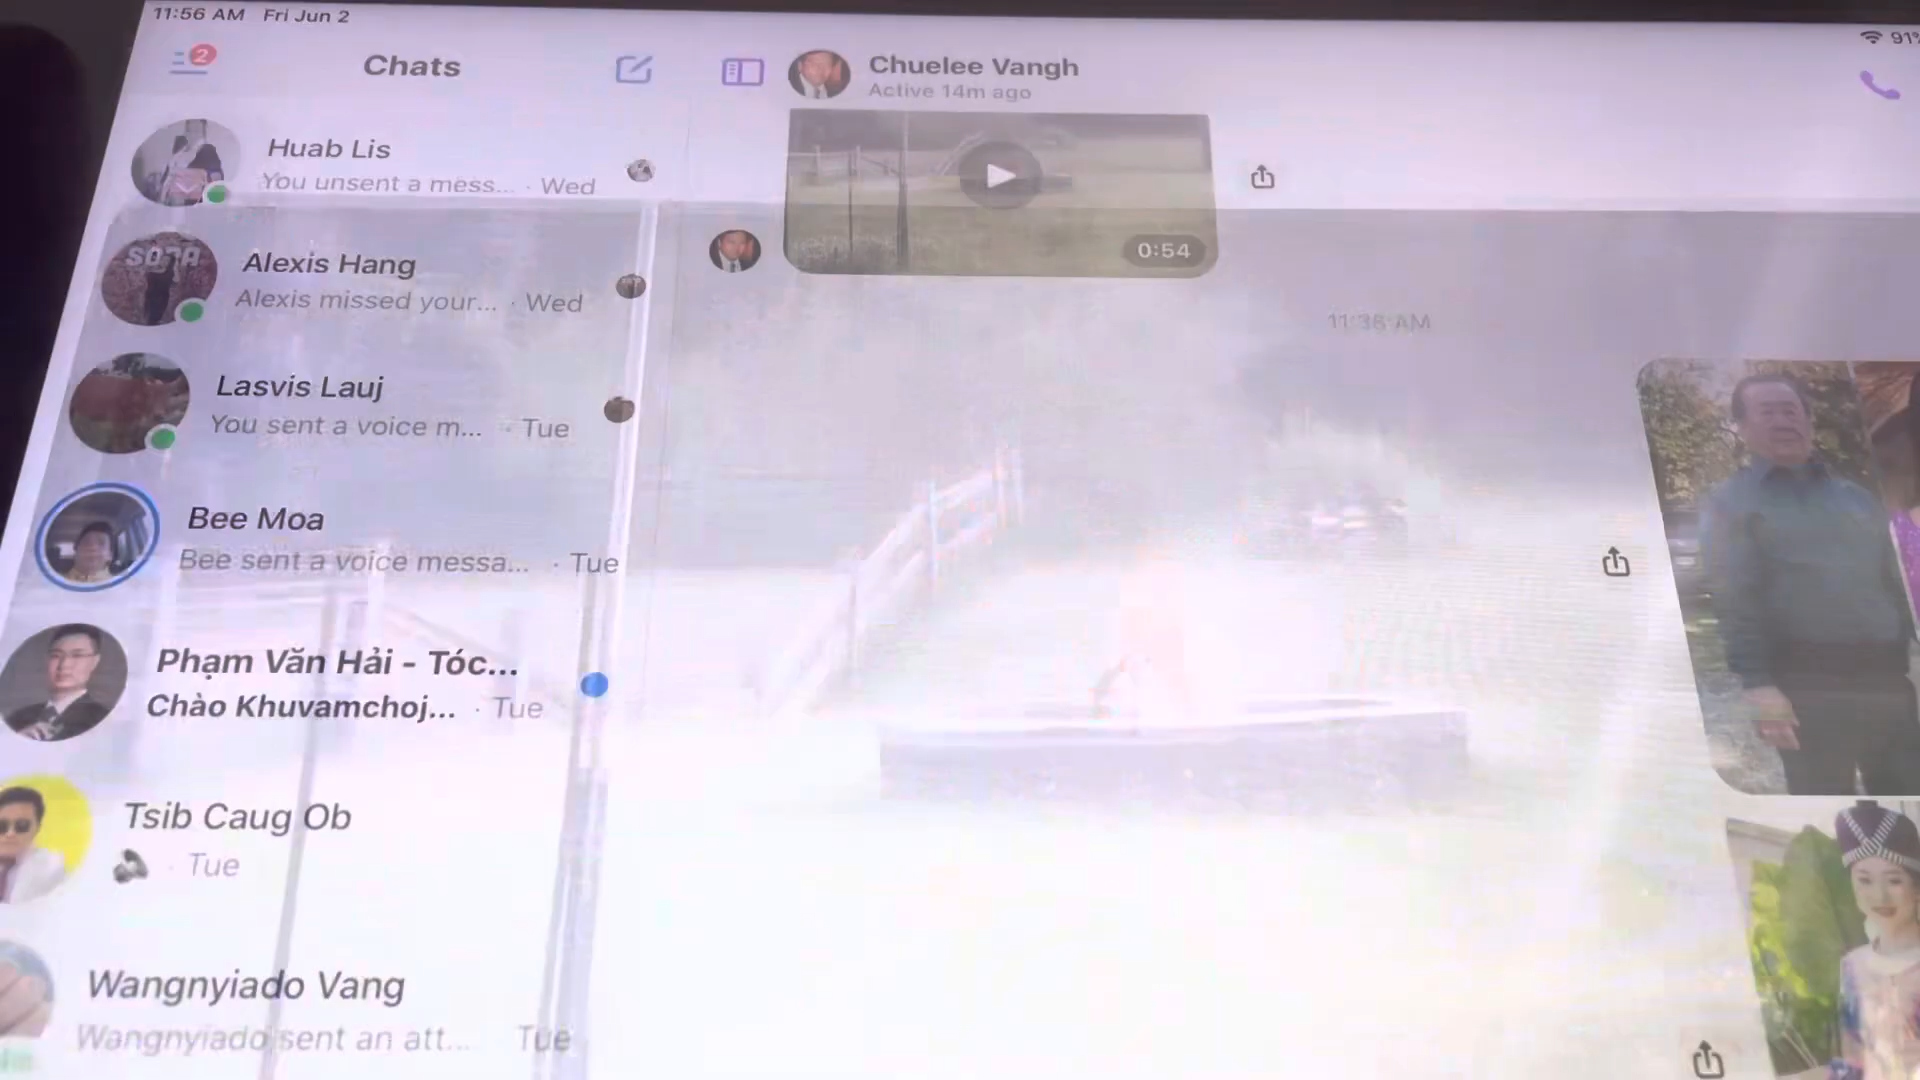 11:56 AM Fri Jun 2
91%
2
Chats
Chuelee Vangh
Active 14m ago
Huab Lis
You unsent a mess... · Wed
SODA
Alexis Hang
Alexis missed your... · Wed
0:54
11:36 AM
Lasvis Lauj
You sent a voice m... · Tue
Bee Moa
Bee sent a voice messa... · Tue
Phạm Văn Hải - Tóc...
Chào Khuvamchoj... · Tue
Tsib Caug Ob
· Tue
Wangnyiado Vang
Wangnyiado sent an att... Tue